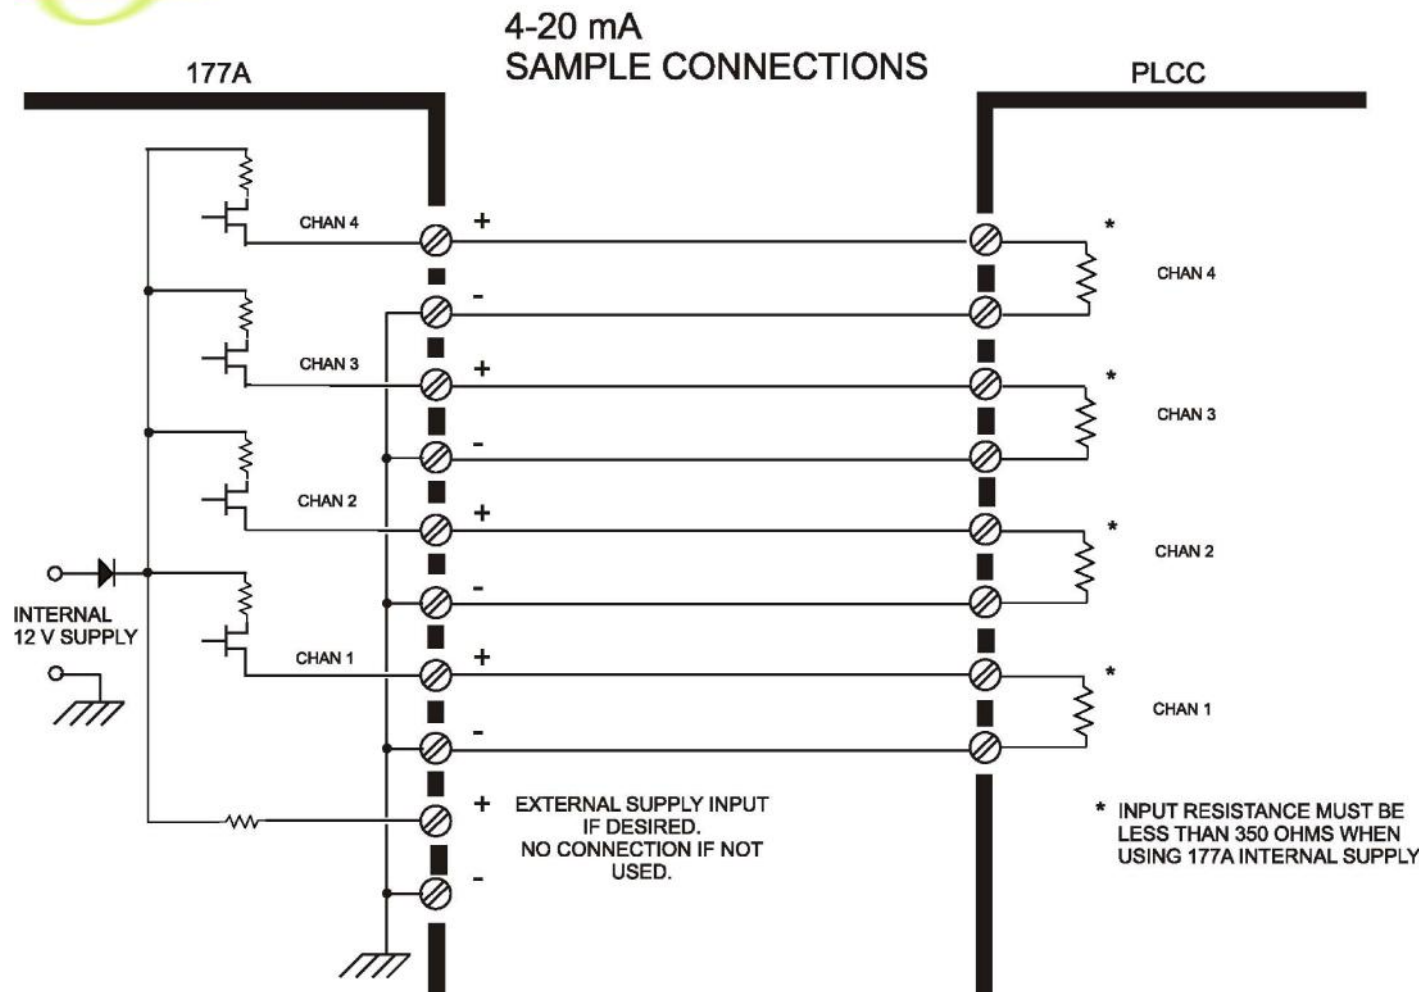 4-20 mA
SAMPLE CONNECTIONS
177A
PLCC
CHAN 4
+
*
CHAN 4
-
CHAN 3
+
*
CHAN 3
-
CHAN 2
+
*
CHAN 2
-
INTERNAL
12 V SUPPLY
CHAN 1
+
*
CHAN 1
-
+
EXTERNAL SUPPLY INPUT
IF DESIRED.
NO CONNECTION IF NOT
USED.
-
* INPUT RESISTANCE MUST BE
LESS THAN 350 OHMS WHEN
USING 177A INTERNAL SUPPLY